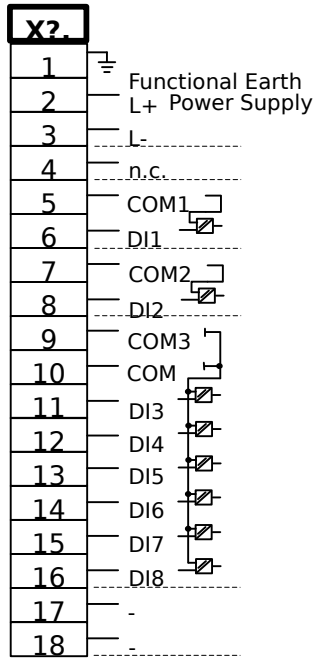 X?.
1
Functional Earth
2 L+ Power Supply
3 L-
4 n.c.
5 COM1
6 DI1
7 COM2
8 DI2
9 COM3
10 COM
11 DI3
12 DI4
13 DI5
14 DI6
15 DI7
16 DI8
17 -
18 -